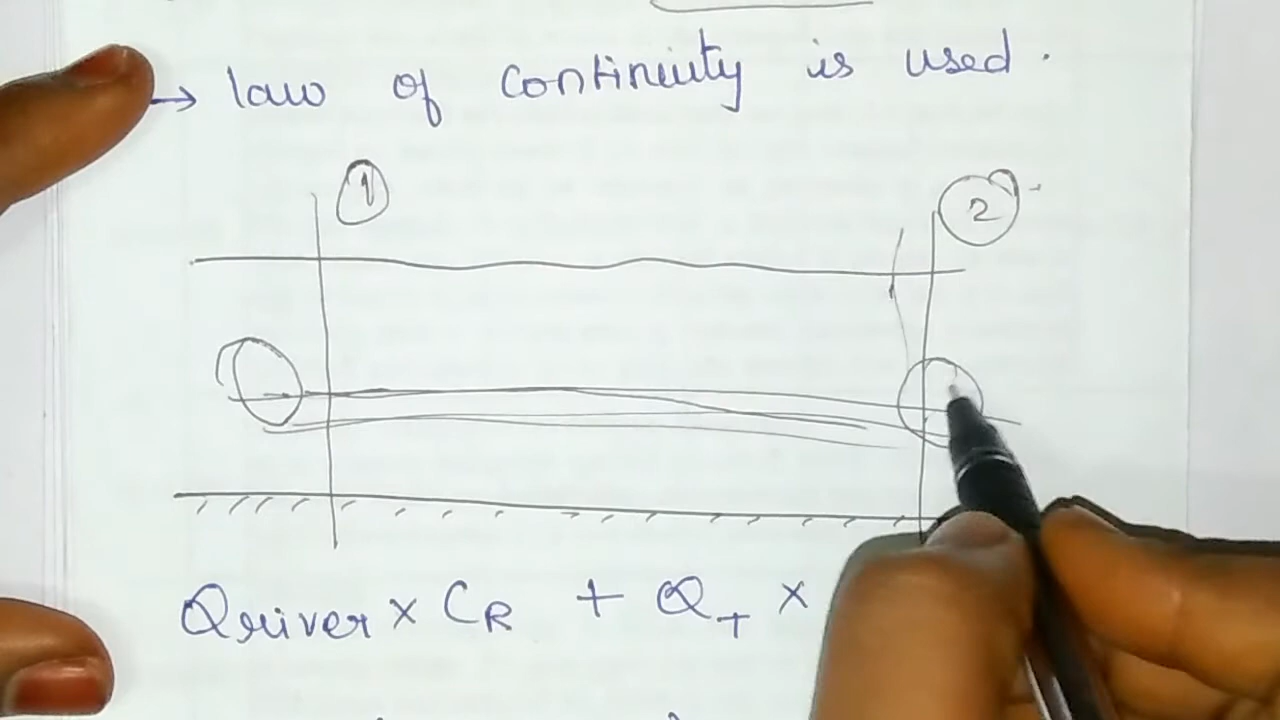 → law of continuity is used.
1
2
Qriver × CR + QT ×